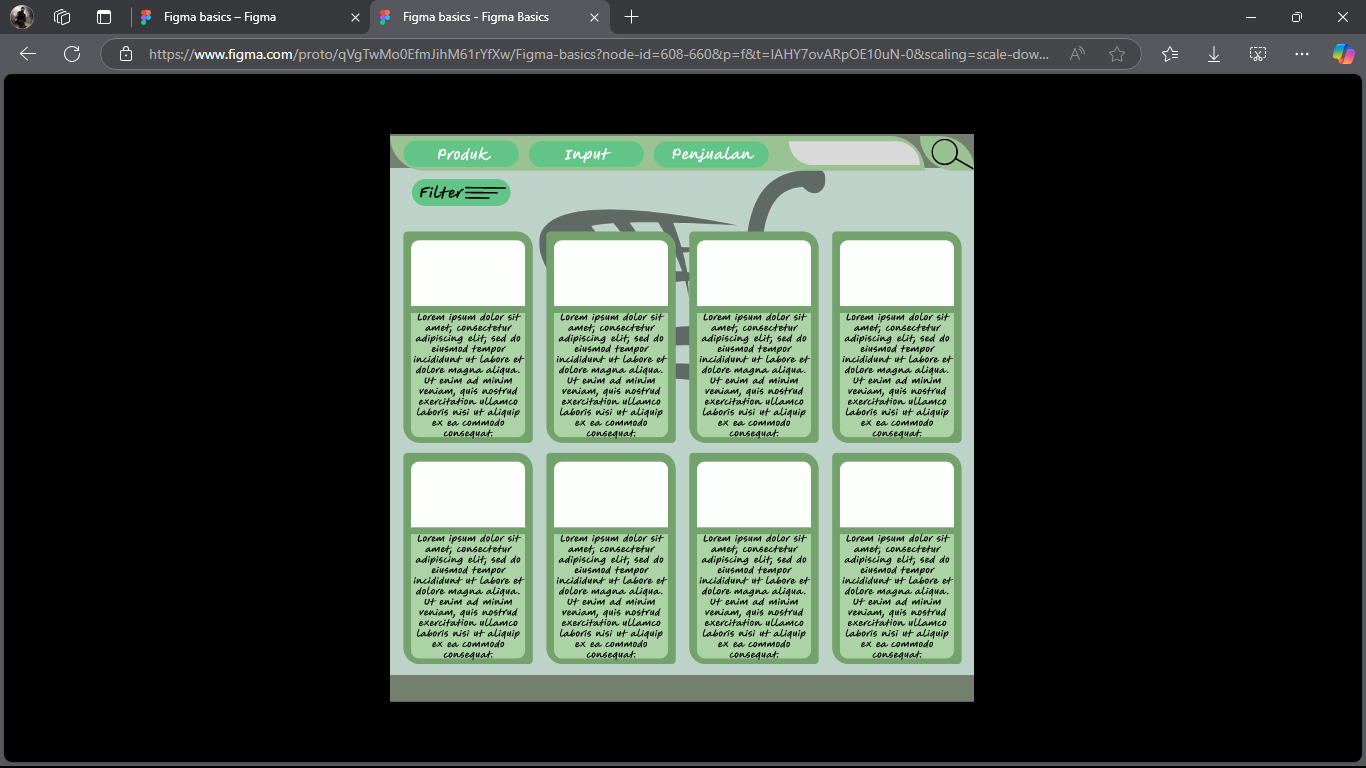 Figma basics – Figma
Figma basics - Figma Basics
https://www.figma.com/proto/qVgTwMo0EfmJihM61rYfXw/Figma-basics?node-id=608-660&p=f&t=IAHY7ovARpOE10uN-0&scaling=scale-dow...
Produk
Input
Penjualan
Filter
Lorem ipsum dolor sit
amet, consectetur
adipiscing elit, sed do
eiusmod tempor
incididunt ut labore et
dolore magna aliqua.
Ut enim ad minim
veniam, quis nostrud
exercitation ullamco
laboris nisi ut aliquip
ex ea commodo
consequat.
Lorem ipsum dolor sit
amet, consectetur
adipiscing elit, sed do
eiusmod tempor
incididunt ut labore et
dolore magna aliqua.
Ut enim ad minim
veniam, quis nostrud
exercitation ullamco
laboris nisi ut aliquip
ex ea commodo
consequat.
Lorem ipsum dolor sit
amet, consectetur
adipiscing elit, sed do
eiusmod tempor
incididunt ut labore et
dolore magna aliqua.
Ut enim ad minim
veniam, quis nostrud
exercitation ullamco
laboris nisi ut aliquip
ex ea commodo
consequat.
Lorem ipsum dolor sit
amet, consectetur
adipiscing elit, sed do
eiusmod tempor
incididunt ut labore et
dolore magna aliqua.
Ut enim ad minim
veniam, quis nostrud
exercitation ullamco
laboris nisi ut aliquip
ex ea commodo
consequat.
Lorem ipsum dolor sit
amet, consectetur
adipiscing elit, sed do
eiusmod tempor
incididunt ut labore et
dolore magna aliqua.
Ut enim ad minim
veniam, quis nostrud
exercitation ullamco
laboris nisi ut aliquip
ex ea commodo
consequat.
Lorem ipsum dolor sit
amet, consectetur
adipiscing elit, sed do
eiusmod tempor
incididunt ut labore et
dolore magna aliqua.
Ut enim ad minim
veniam, quis nostrud
exercitation ullamco
laboris nisi ut aliquip
ex ea commodo
consequat.
Lorem ipsum dolor sit
amet, consectetur
adipiscing elit, sed do
eiusmod tempor
incididunt ut labore et
dolore magna aliqua.
Ut enim ad minim
veniam, quis nostrud
exercitation ullamco
laboris nisi ut aliquip
ex ea commodo
consequat.
Lorem ipsum dolor sit
amet, consectetur
adipiscing elit, sed do
eiusmod tempor
incididunt ut labore et
dolore magna aliqua.
Ut enim ad minim
veniam, quis nostrud
exercitation ullamco
laboris nisi ut aliquip
ex ea commodo
consequat.